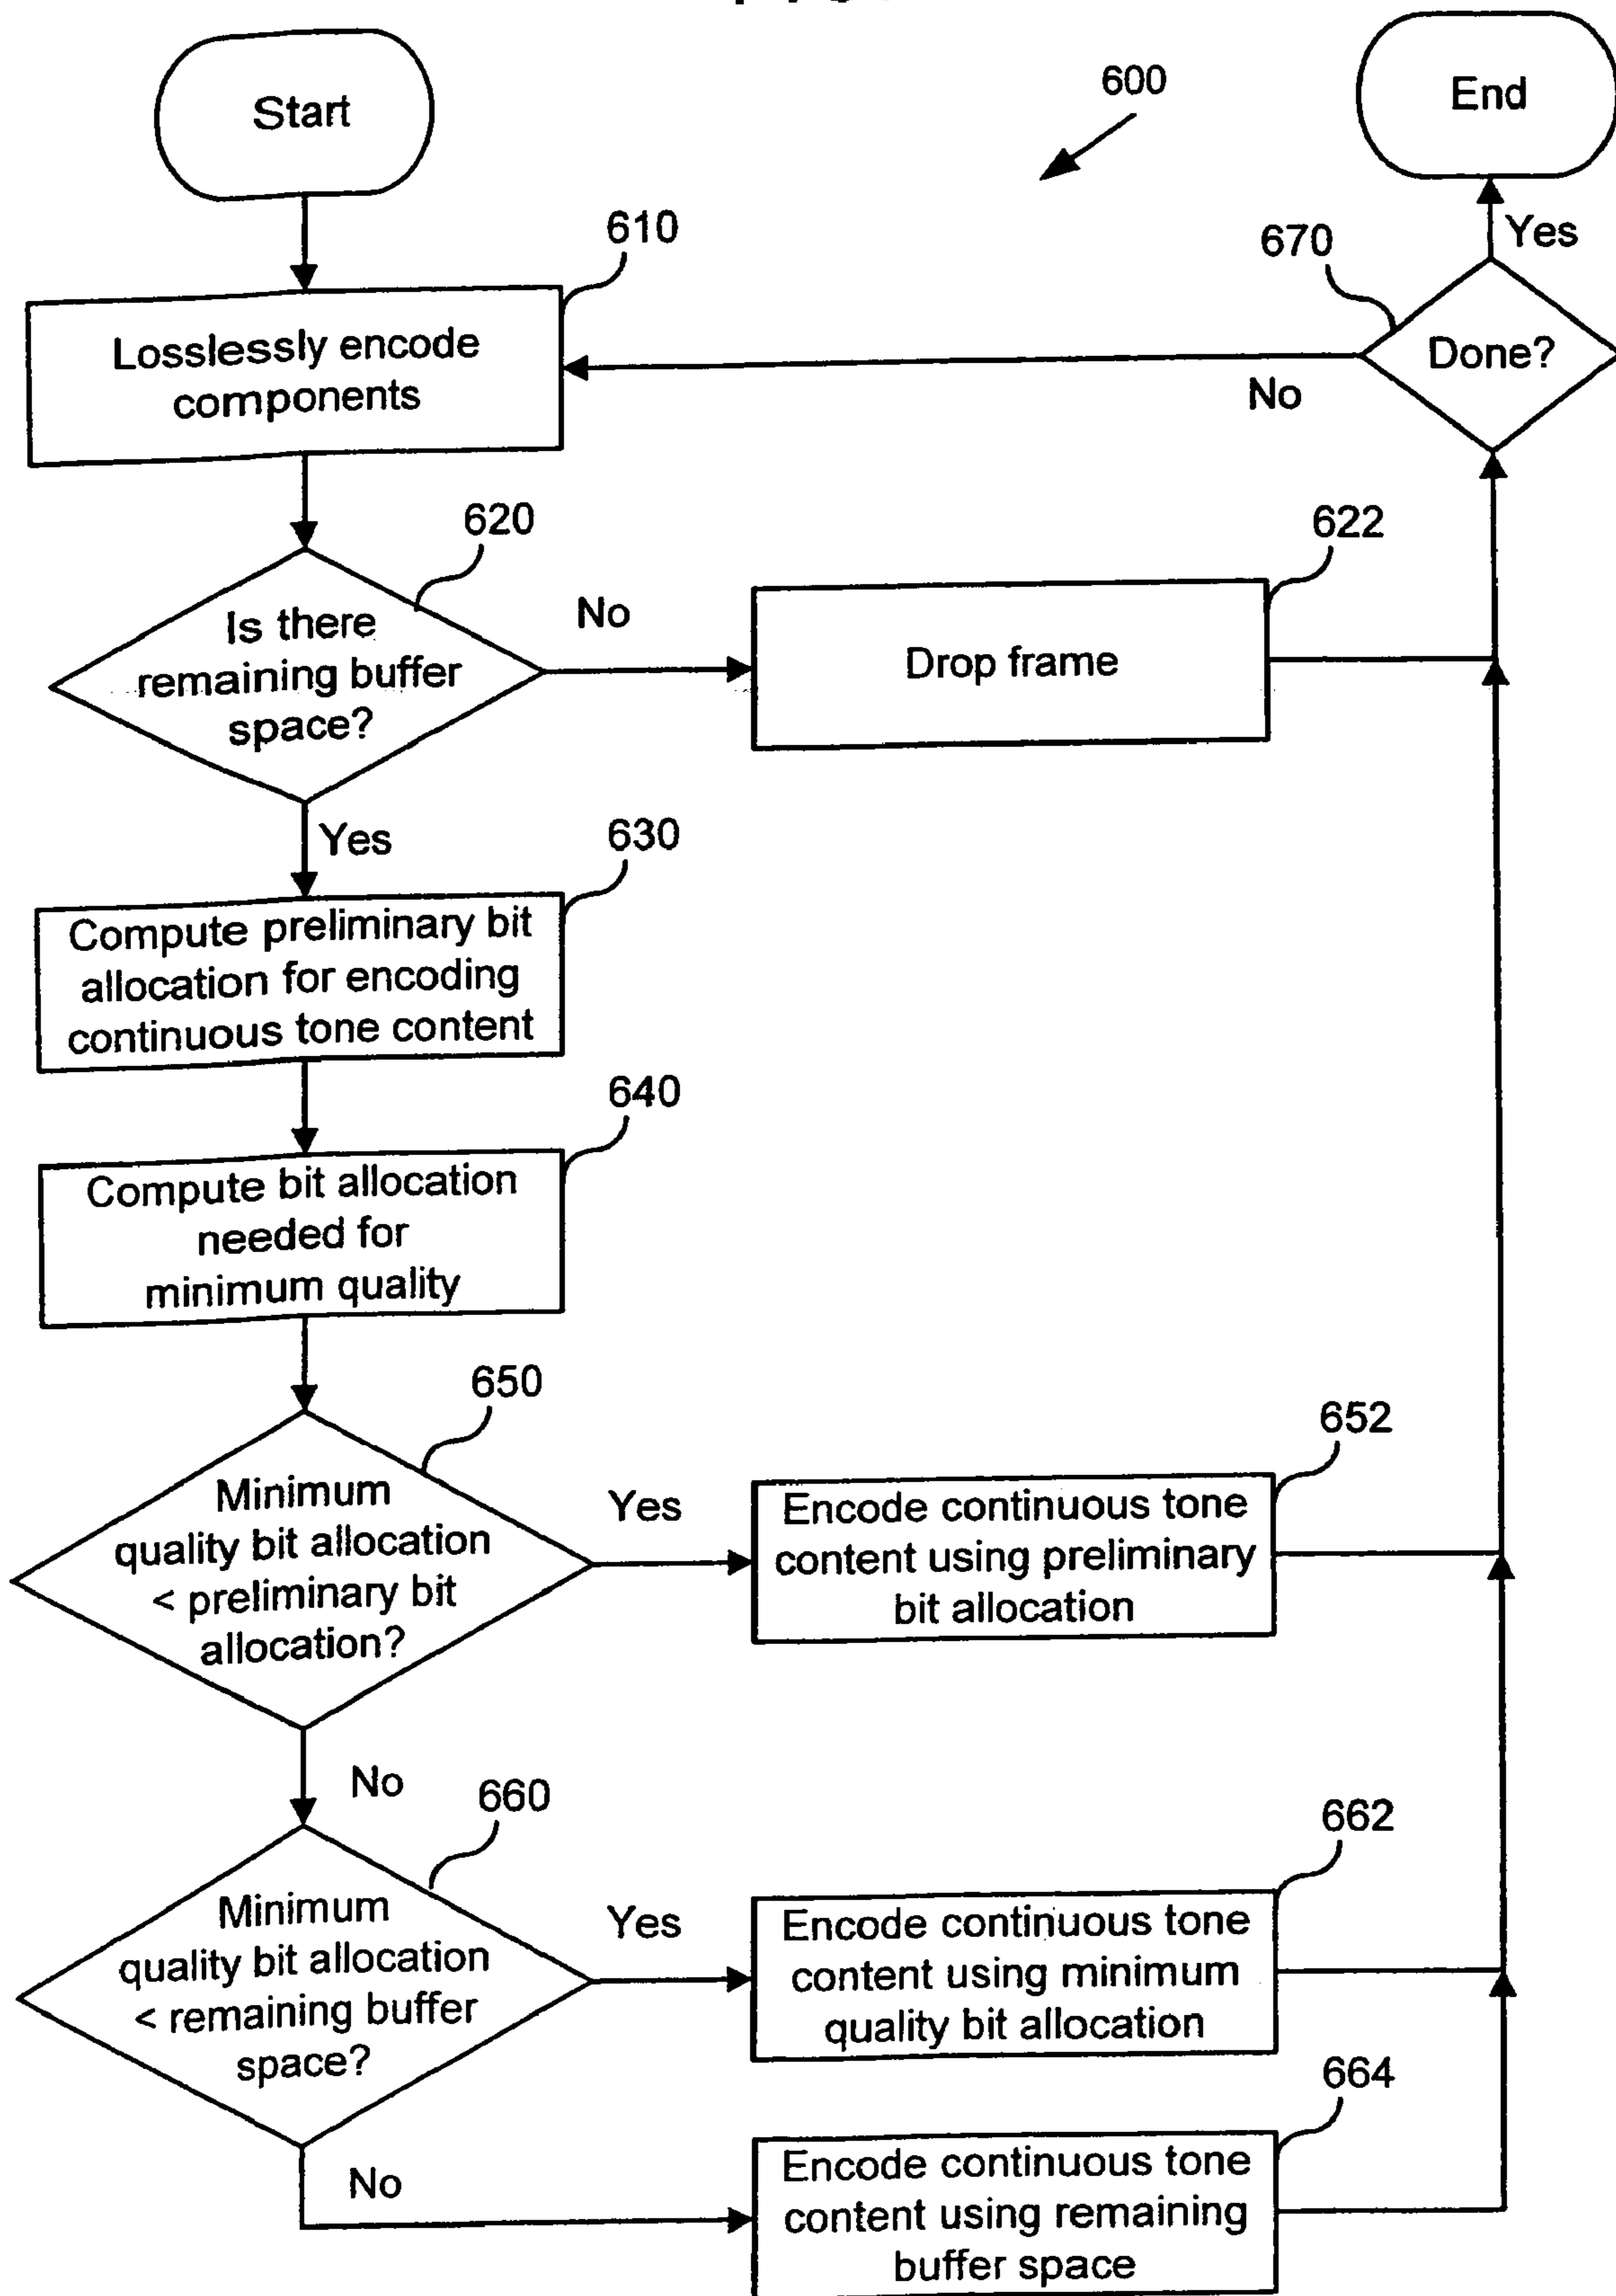 Start
600
End
610
Yes
670
Losslessly encode
components
Done?
No
620
622
Is there
remaining buffer
space?
No
Drop frame
Yes
630
Compute preliminary bit
allocation for encoding
continuous tone content
640
Compute bit allocation
needed for
minimum quality
650
652
Minimum
quality bit allocation
< preliminary bit
allocation?
Yes
Encode continuous tone
content using preliminary
bit allocation
No
660
662
Minimum
quality bit allocation
< remaining buffer
space?
Yes
Encode continuous tone
content using minimum
quality bit allocation
664
No
Encode continuous tone
content using remaining
buffer space